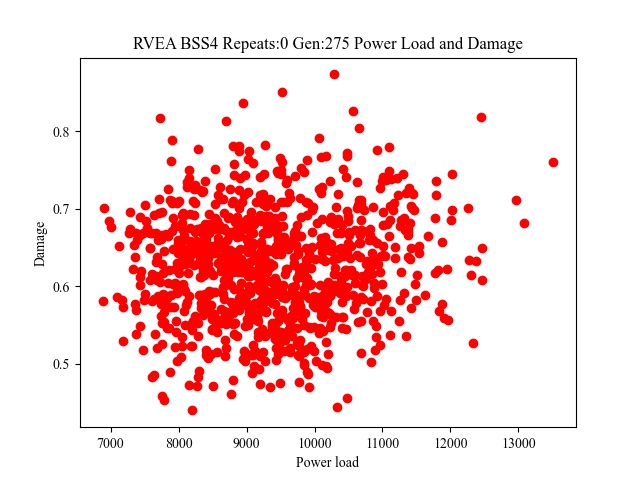 RVEA BSS4 Repeats:0 Gen:275 Power Load and Damage
0.8
0.7
0.6
0.5
Damage
7000 8000 9000 10000 11000 12000 13000
Power load